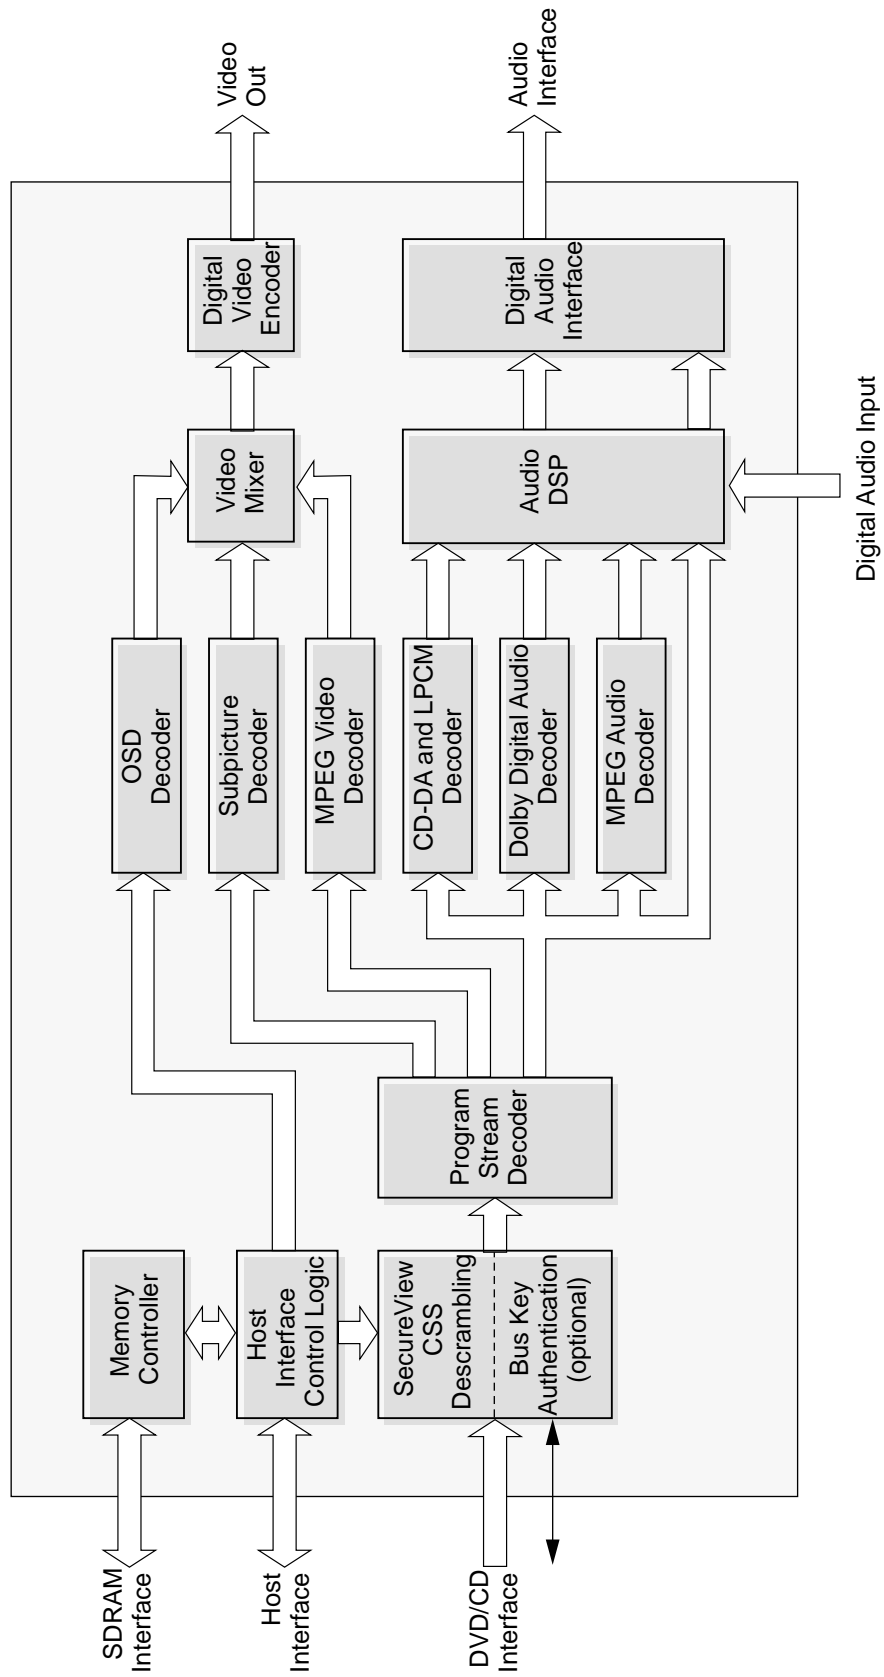 SDRAM
Interface
Host
Interface
DVD/CD
Interface
Memory
Controller
Host
Interface
Control Logic
SecureView
CSS
Descrambling
Bus Key
Authentication
(optional)
Program
Stream
Decoder
OSD
Decoder
Subpicture
Decoder
MPEG Video
Decoder
CD-DA and LPCM
Decoder
Dolby Digital Audio
Decoder
MPEG Audio
Decoder
Video
Mixer
Audio
DSP
Digital Audio Input
Digital
Video
Encoder
Digital
Audio
Interface
Video
Out
Audio
Interface